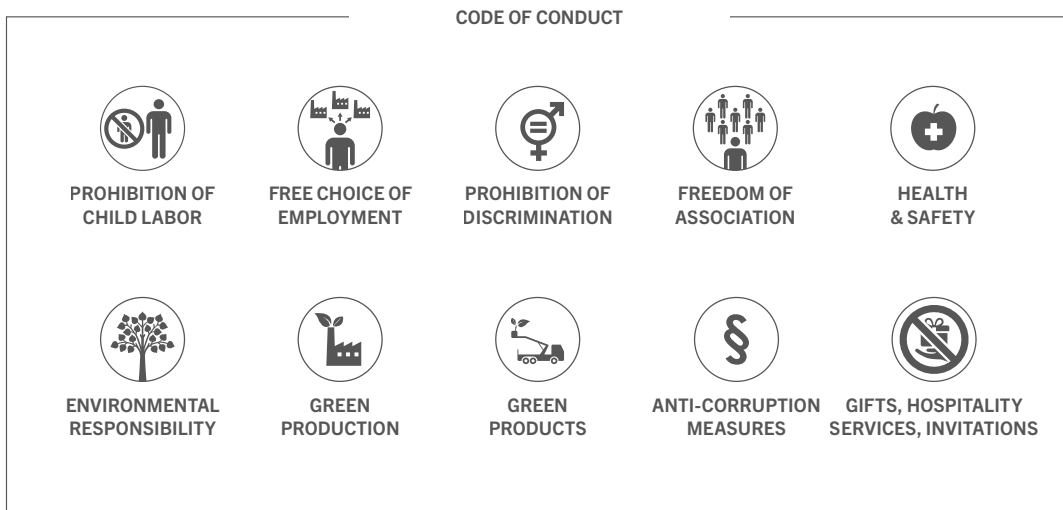 CODE OF CONDUCT
PROHIBITION OF
CHILD LABOR
FREE CHOICE OF
EMPLOYMENT
PROHIBITION OF
DISCRIMINATION
FREEDOM OF
ASSOCIATION
HEALTH
& SAFETY
§
ENVIRONMENTAL
RESPONSIBILITY
GREEN
PRODUCTION
GREEN
PRODUCTS
ANTI-CORRUPTION
MEASURES
GIFTS, HOSPITALITY
SERVICES, INVITATIONS